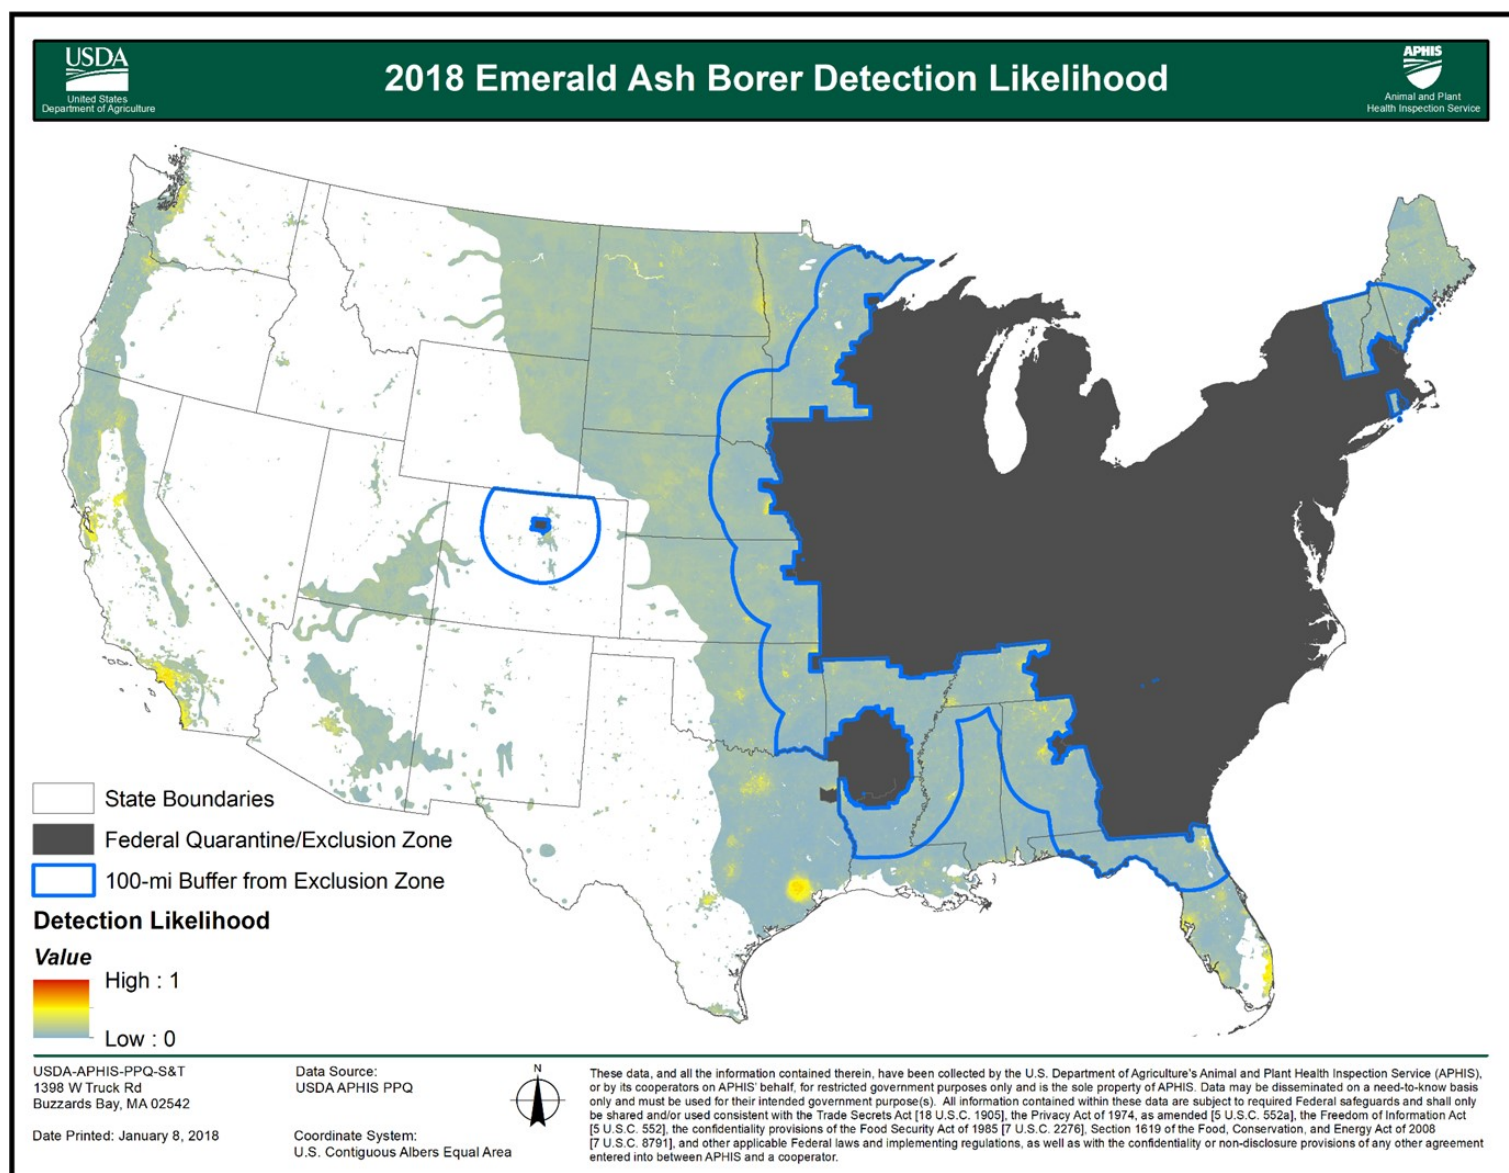 USDA
United States
Department of Agriculture
2018 Emerald Ash Borer Detection Likelihood
APHIS
Animal and Plant
Health Inspection Service
State Boundaries
Federal Quarantine/Exclusion Zone
100-mi Buffer from Exclusion Zone
Detection Likelihood
Value
High : 1
Low : 0
USDA-APHIS-PPQ-S&T
1398 W Truck Rd
Buzzards Bay, MA 02542
Date Printed: January 8, 2018
Data Source:
USDA APHIS PPQ
Coordinate System:
U.S. Contiguous Albers Equal Area
N
These data, and all the information contained therein, have been collected by the U.S. Department of Agriculture's Animal and Plant Health Inspection Service (APHIS),
or by its cooperators on APHIS' behalf, for restricted government purposes only and is the sole property of APHIS. Data may be disseminated on a need-to-know basis
only and must be used for their intended government purpose(s). All information contained within these data are subject to required Federal safeguards and shall only
be shared and/or used consistent with the Trade Secrets Act [18 U.S.C. 1905], the Privacy Act of 1974, as amended [5 U.S.C. 552a], the Freedom of Information Act
[5 U.S.C. 552], the confidentiality provisions of the Food Security Act of 1985 [7 U.S.C. 2276], Section 1619 of the Food, Conservation, and Energy Act of 2008
[7 U.S.C. 8791], and other applicable Federal laws and implementing regulations, as well as with the confidentiality or non-disclosure provisions of any other agreement
entered into between APHIS and a cooperator.